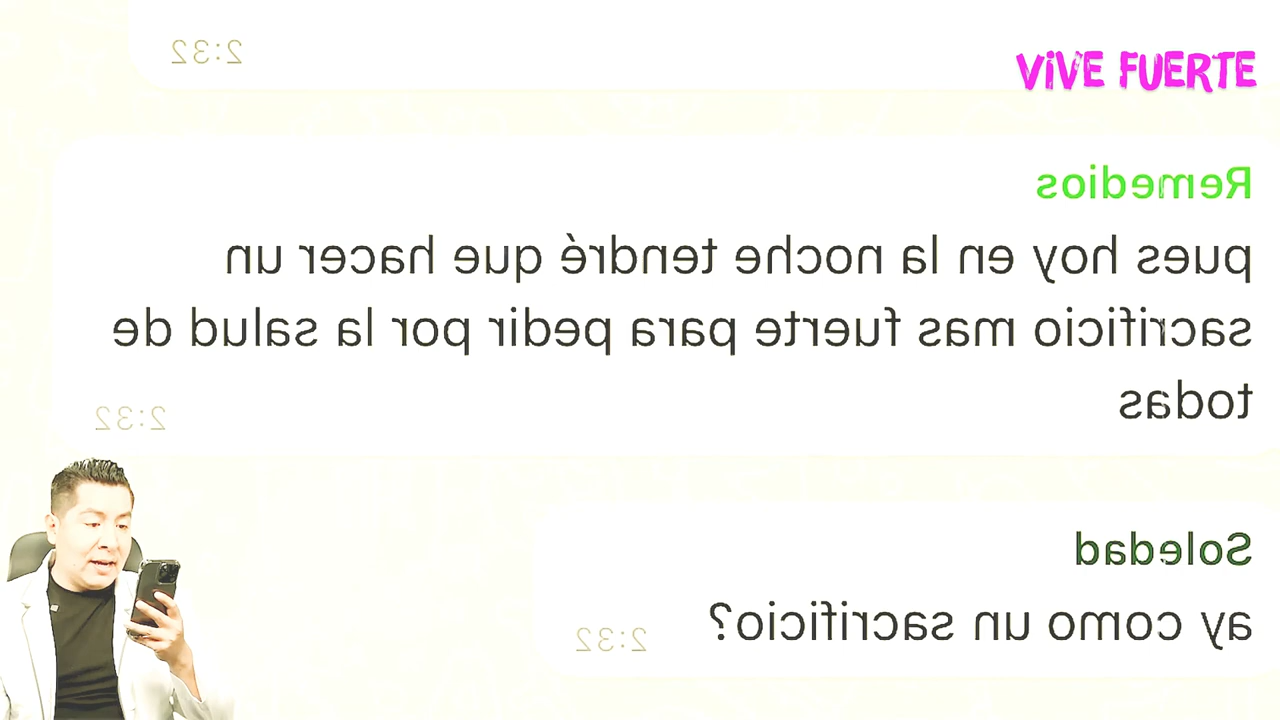 2:32
VIVE FUERTE
Remedios
pues hoy en la noche tendré que hacer un
sacrificio mas fuerte para pedir por la salud de
todas
2:32
Soledad
ay como un sacrificio?
2:32